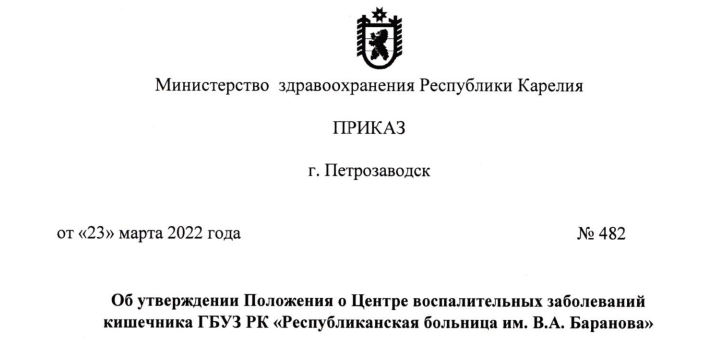 Министерство здравоохранения Республики Карелия
ПРИКАЗ
г. Петрозаводск
от «23» марта 2022 года № 482
Об утверждении Положения о Центре воспалительных заболеваний
кишечника ГБУЗ РК «Республиканская больница им. В.А. Баранова»